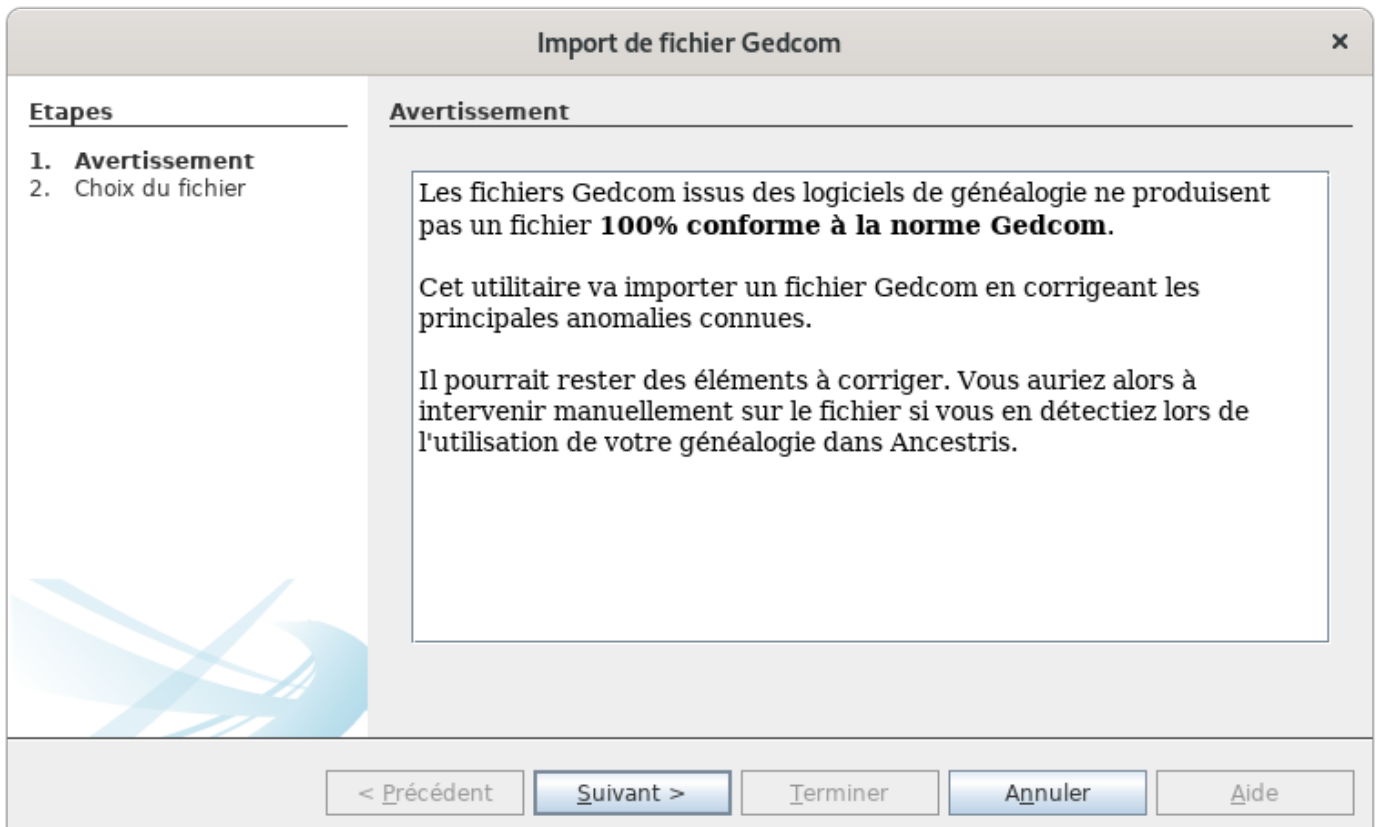 Import de fichier Gedcom
×
Etapes
1. Avertissement
2. Choix du fichier
Avertissement
Les fichiers Gedcom issus des logiciels de généalogie ne produisent
pas un fichier 100% conforme à la norme Gedcom.
Cet utilitaire va importer un fichier Gedcom en corrigeant les
principales anomalies connues.
Il pourrait rester des éléments à corriger. Vous auriez alors à
intervenir manuellement sur le fichier si vous en détectiez lors de
l'utilisation de votre généalogie dans Ancestris.
< Précédent
Suivant >
Terminer
Annuler
Aide